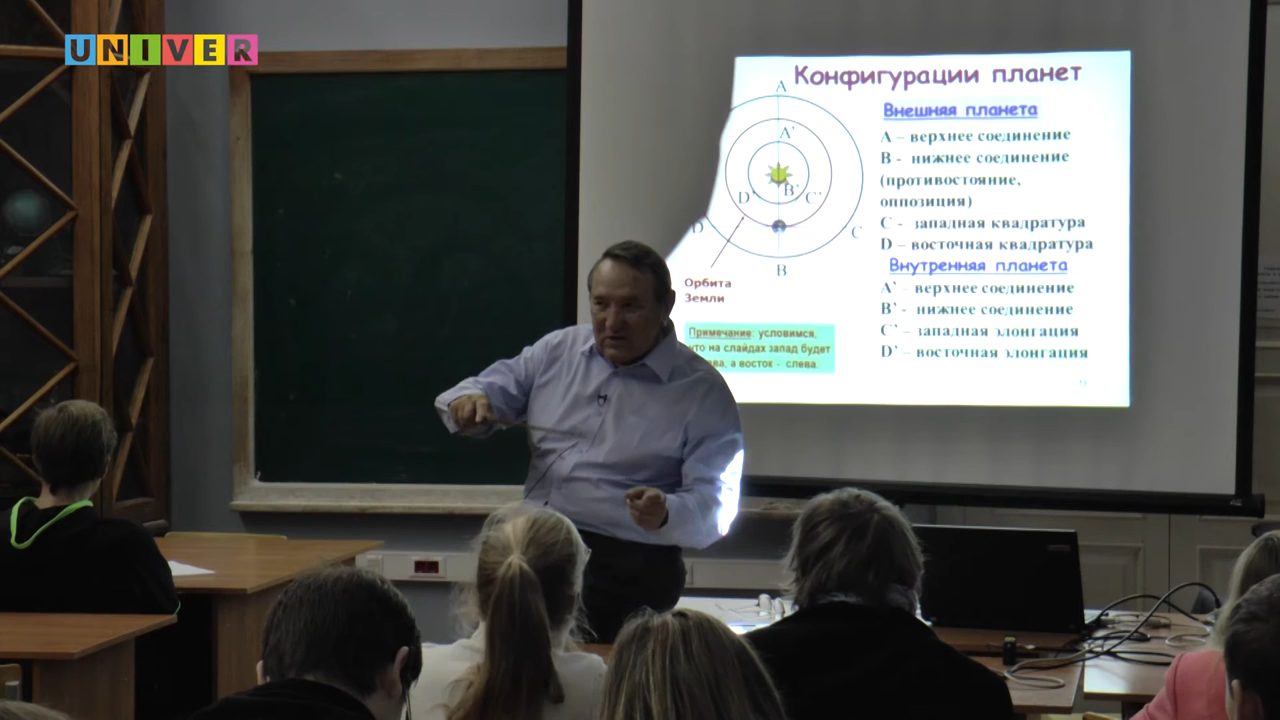 UNIVER
Конфигурации планет
Внешняя планета
А – верхнее соединение
В - нижнее соединение
(противостояние,
оппозиция)
С - западная квадратура
D – восточная квадратура
Внутренняя планета
А’ – верхнее соединение
В’ - нижнее соединение
С’ – западная элонгация
D’ – восточная элонгация
A
A’
B’
D’
C’
D
C
B
Орбита
Земли
Примечание: условимся,
что на слайдах запад будет
а восток - слева.